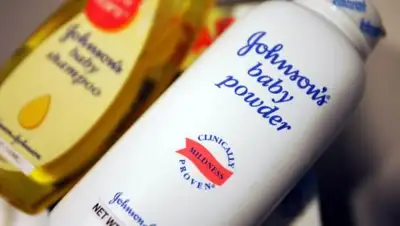 Johnson's
baby
shampoo
Johnson's
baby
powder
CLINICALLY
MILDNESS
PROVEN
Johnson
NET